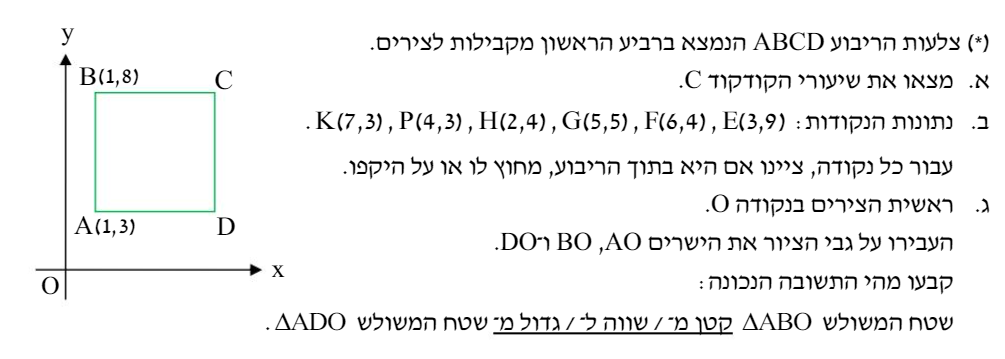 (*) צלעות הריבוע ABCD הנמצא ברביע הראשון מקבילות לצירים.
א. מצאו את שיעורי הקודקוד C.
ב. נתונות הנקודות: K(7,3) , P(4,3) , H(2,4) , G(5,5) , F(6,4) , E(3,9) .
עבור כל נקודה, ציינו אם היא בתוך הריבוע, מחוץ לו או על היקפו.
ג. ראשית הצירים בנקודה O.
העבירו על גבי הציור את הישרים BO ,AO ו־DO.
קבעו מהי התשובה הנכונה:
שטח המשולש ΔABO קטן מ־ / שווה ל־ / גדול מ־ שטח המשולש ΔADO .
y
B(1,8)
C
A(1,3)
D
x
O